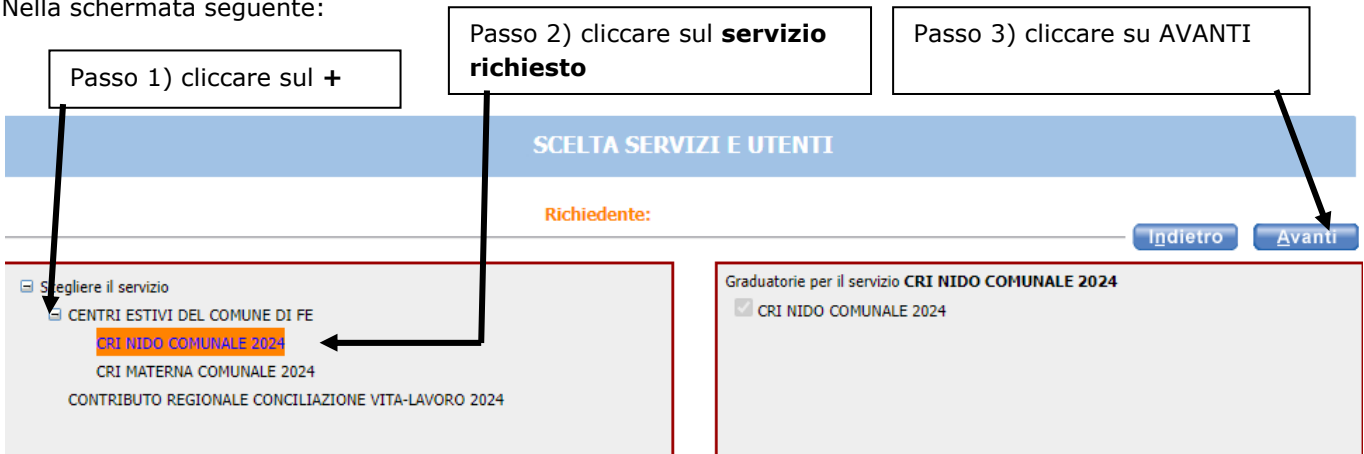 Nella schermata seguente:
Passo 1) cliccare sul +
Passo 2) cliccare sul servizio
richiesto
Passo 3) cliccare su AVANTI
SCELTA SERVIZI E UTENTI
Richiedente:
Indietro
Avanti
Scegliere il servizio
CENTRI ESTIVI DEL COMUNE DI FE
CRI NIDO COMUNALE 2024
CRI MATERNA COMUNALE 2024
CONTRIBUTO REGIONALE CONCILIAZIONE VITA-LAVORO 2024
Graduatorie per il servizio CRI NIDO COMUNALE 2024
CRI NIDO COMUNALE 2024